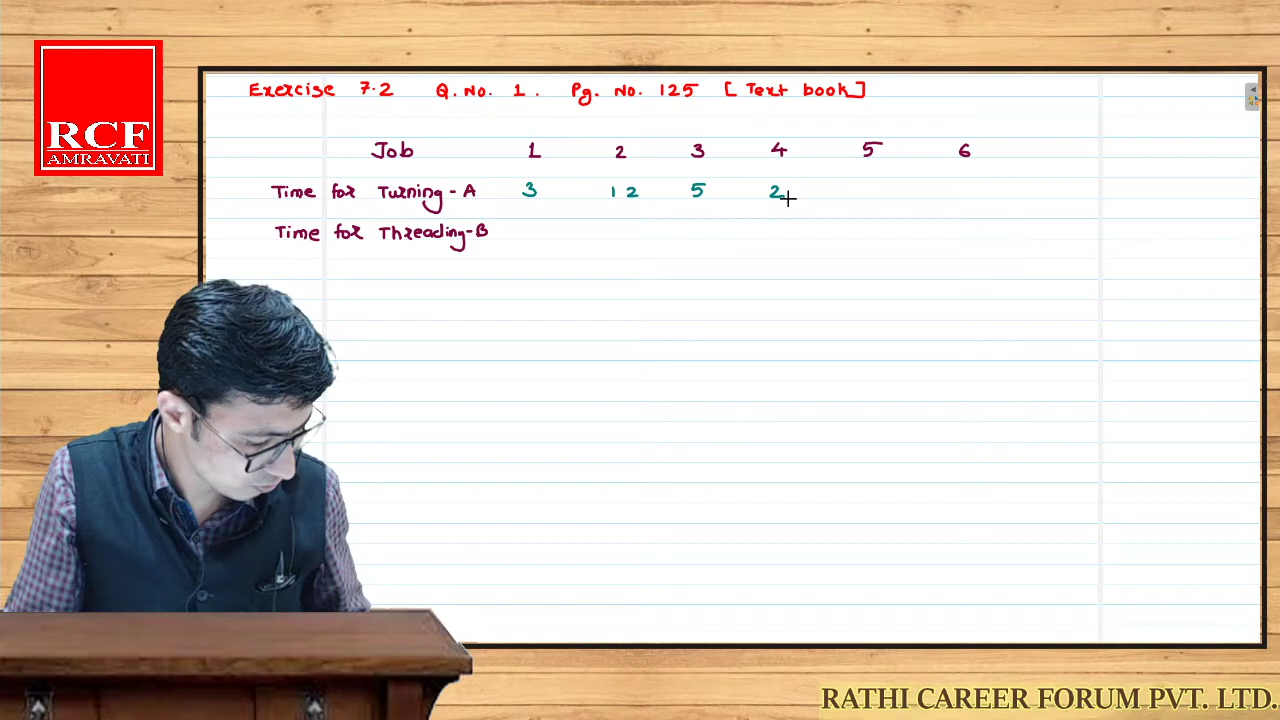 RCF
AMRAVATI
Exercise 7.2 Q. No. 1. Pg. No. 125 [Text book]
Job 1 2 3 4 5 6
Time for Turning - A 3 12 5 2
Time for Threading-B
RATHI CAREER FORUM PVT. LTD.